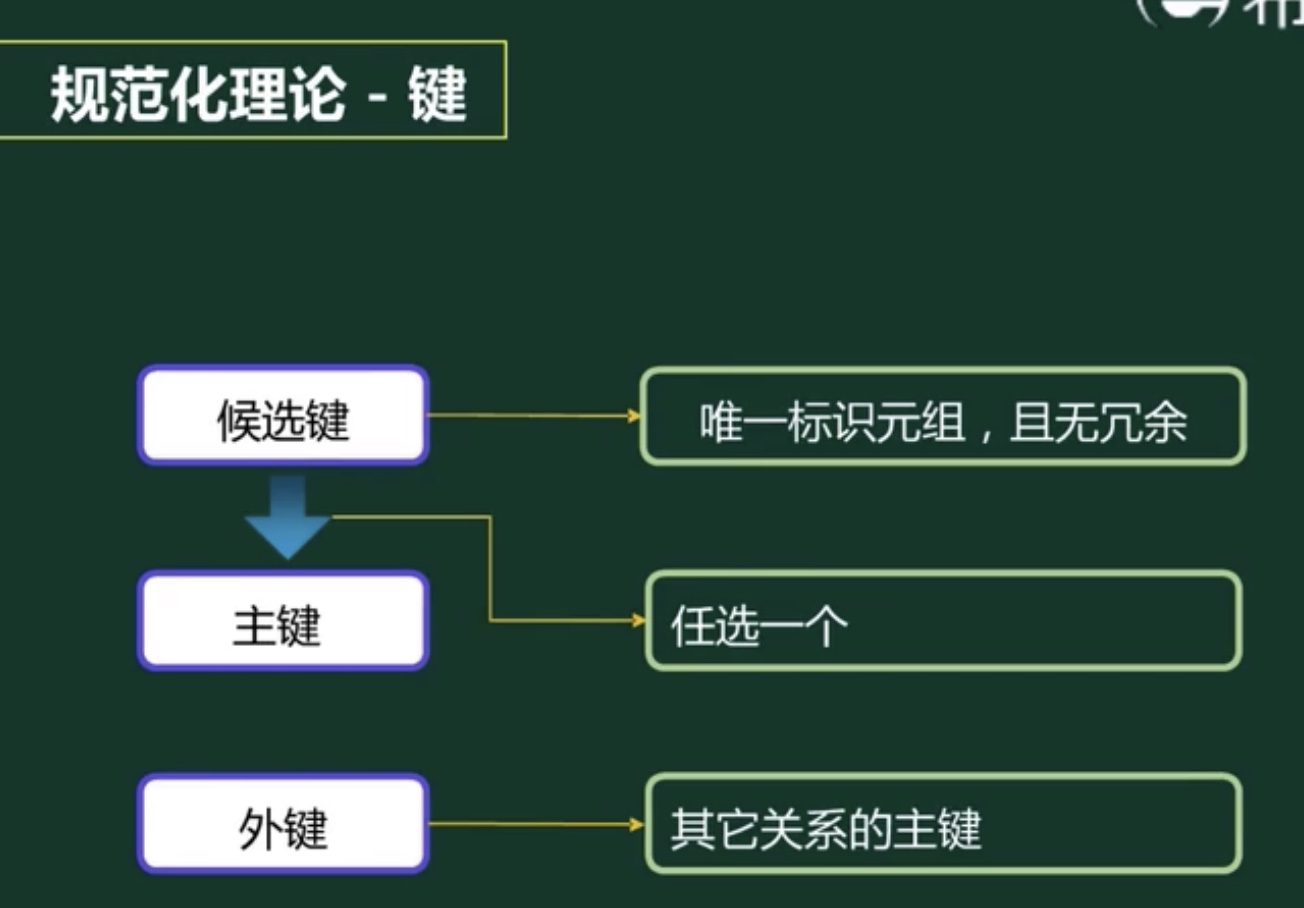 规范化理论 - 键
候选键
唯一标识元组，且无冗余
主键
任选一个
外键
其它关系的主键